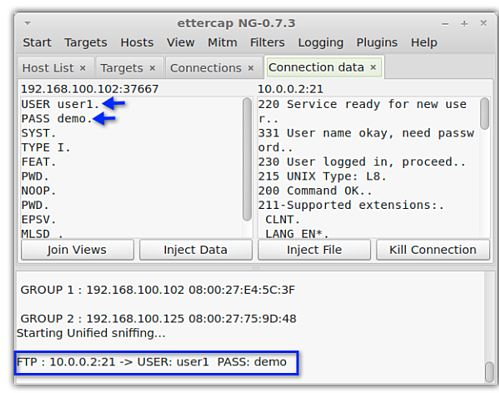 ettercap NG-0.7.3
Start Targets Hosts View Mitm Filters Logging Plugins Help
Host List × Targets × Connections × Connection data ×
192.168.100.102:37667
USER user1.
PASS demo.
SYST.
TYPE I.
FEAT.
PWD.
NOOP.
PWD.
EPSV.
MLSD .
10.0.0.2:21
220 Service ready for new use
r..
331 User name okay, need passw
ord..
230 User logged in, proceed..
215 UNIX Type: L8.
200 Command OK..
211-Supported extensions:.
CLNT.
LANG EN*.
Join Views Inject Data Inject File Kill Connection
GROUP 1 : 192.168.100.102 08:00:27:E4:5C:3F
GROUP 2 : 192.168.100.125 08:00:27:75:9D:48
Starting Unified sniffing...
FTP : 10.0.0.2:21 -> USER: user1 PASS: demo